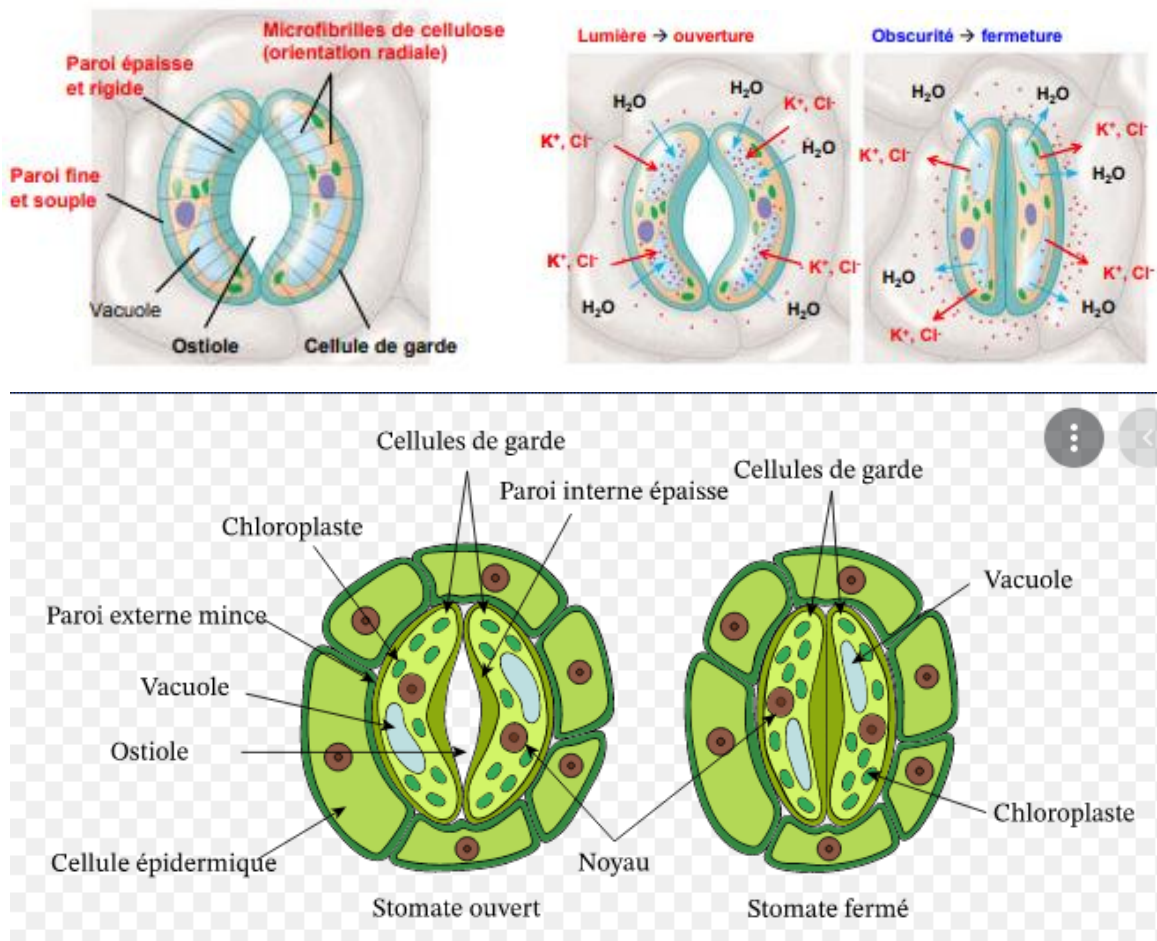 Microfibrilles de cellulose
(orientation radiale)
Paroi épaisse
et rigide
Paroi fine
et souple
Vacuole
Ostiole
Cellule de garde
Lumière → ouverture
H₂O
H₂O
K⁺, Cl⁻
K⁺, Cl⁻
H₂O
K⁺, Cl⁻
K⁺, Cl⁻
H₂O
H₂O
Obscurité → fermeture
H₂O
H₂O
K⁺, Cl⁻
K⁺, Cl⁻
H₂O
H₂O
K⁺, Cl⁻
H₂O
K⁺, Cl⁻
Cellules de garde
Paroi interne épaisse
Chloroplaste
Paroi externe mince
Vacuole
Ostiole
Cellule épidermique
Noyau
Stomate ouvert
Cellules de garde
Vacuole
Chloroplaste
Stomate fermé